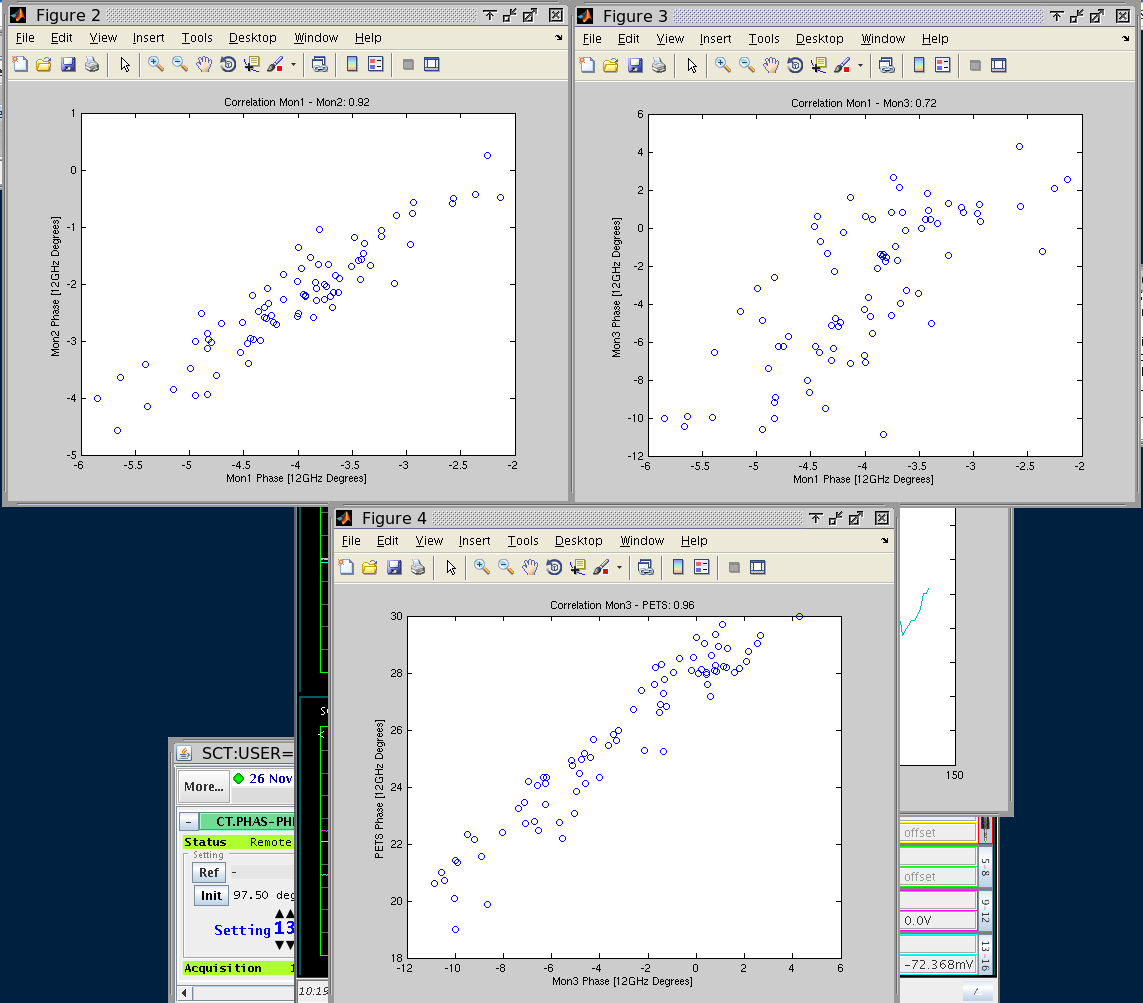 Figure 2
File Edit View Insert Tools Desktop Window Help
Correlation Mon1 - Mon2: 0.92
1
0
-1
-2
-3
-4
-5
Mon2 Phase [12GHz Degrees]
-6 -5.5 -5 -4.5 -4 -3.5 -3 -2.5 -2
Mon1 Phase [12GHz Degrees]
Figure 3
File Edit View Insert Tools Desktop Window Help
Correlation Mon1 - Mon3: 0.72
6
4
2
0
-2
-4
-6
-8
-10
-12
Mon3 Phase [12GHz Degrees]
-6 -5.5 -5 -4.5 -4 -3.5 -3 -2.5 -2
Mon1 Phase [12GHz Degrees]
Figure 4
File Edit View Insert Tools Desktop Window Help
Correlation Mon3 - PETS: 0.96
30
28
26
24
22
20
18
PETS Phase [12GHz Degrees]
-12 -10 -8 -6 -4 -2 0 2 4 6
Mon3 Phase [12GHz Degrees]
SCT:USER=
More... 26 Nov
CT.PHAS-PH
Status Remote
Setting
Ref -
Init 97.50 deg
Setting 13
Acquisition
10:19
150
offset
5-8
offset
9-12
0.0V
13-16
-72.368mV